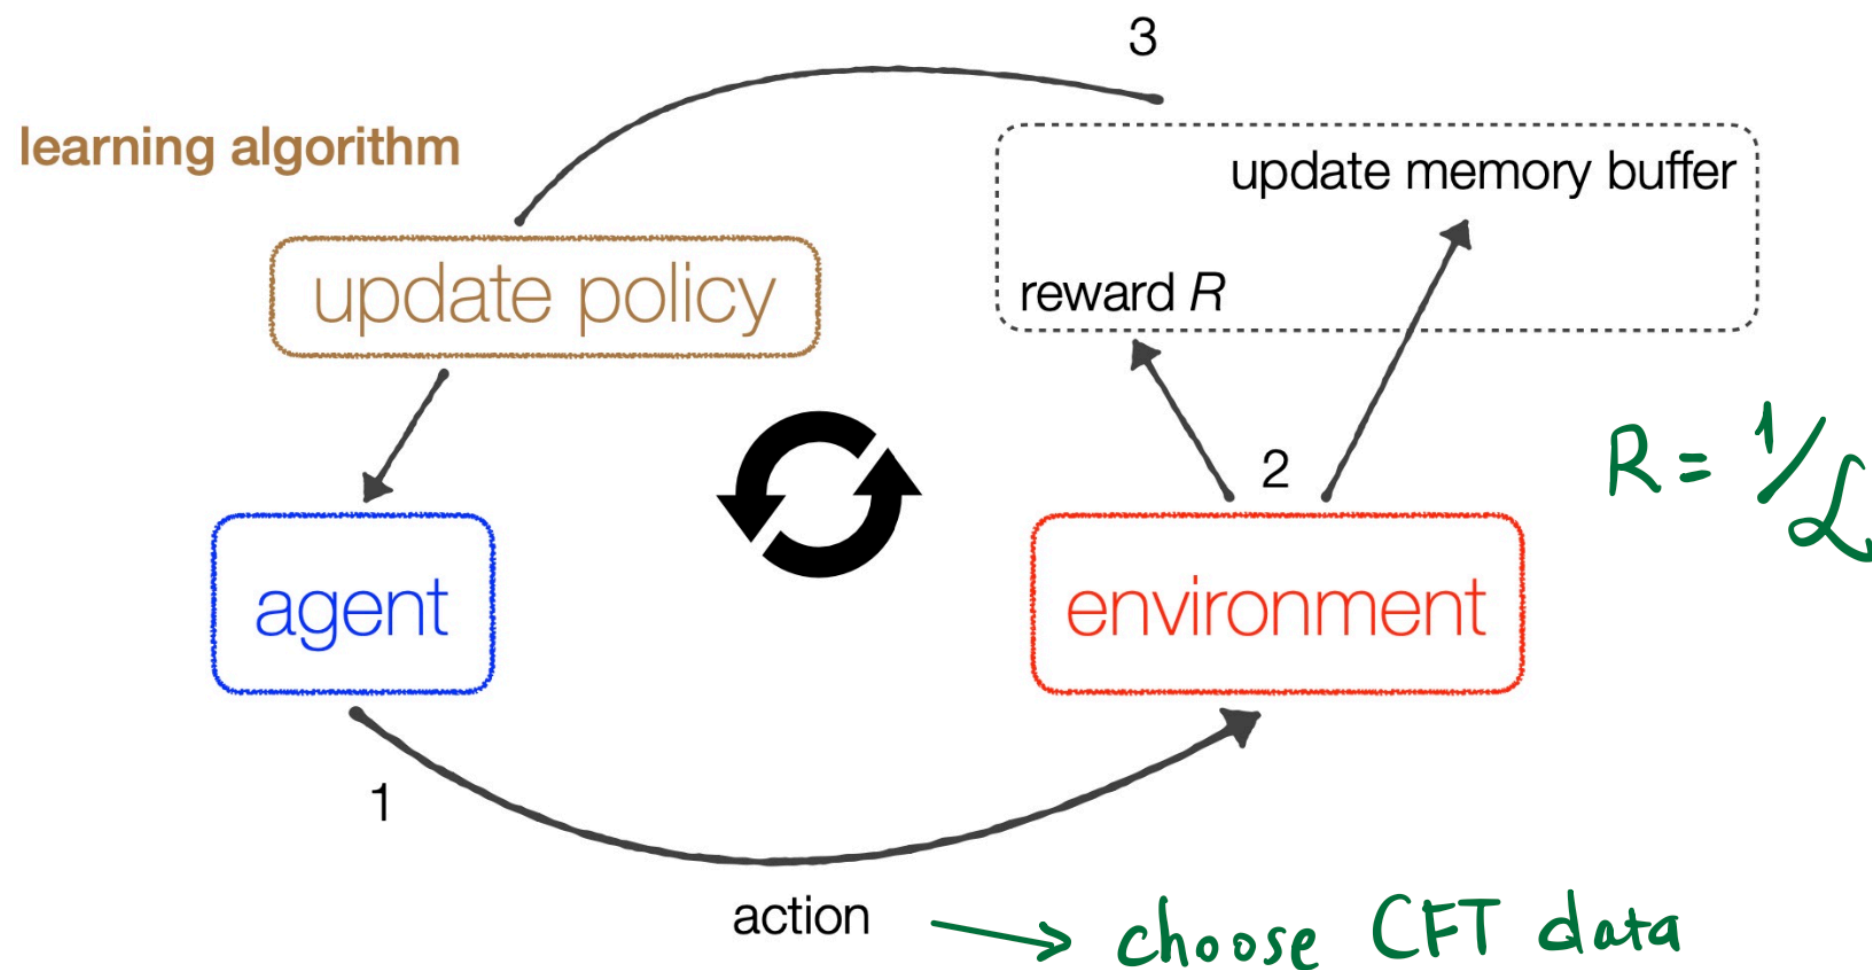 3
learning algorithm
update memory buffer
update policy
reward R
2
R = 1/ℒ
agent
environment
1
action
choose CFT data